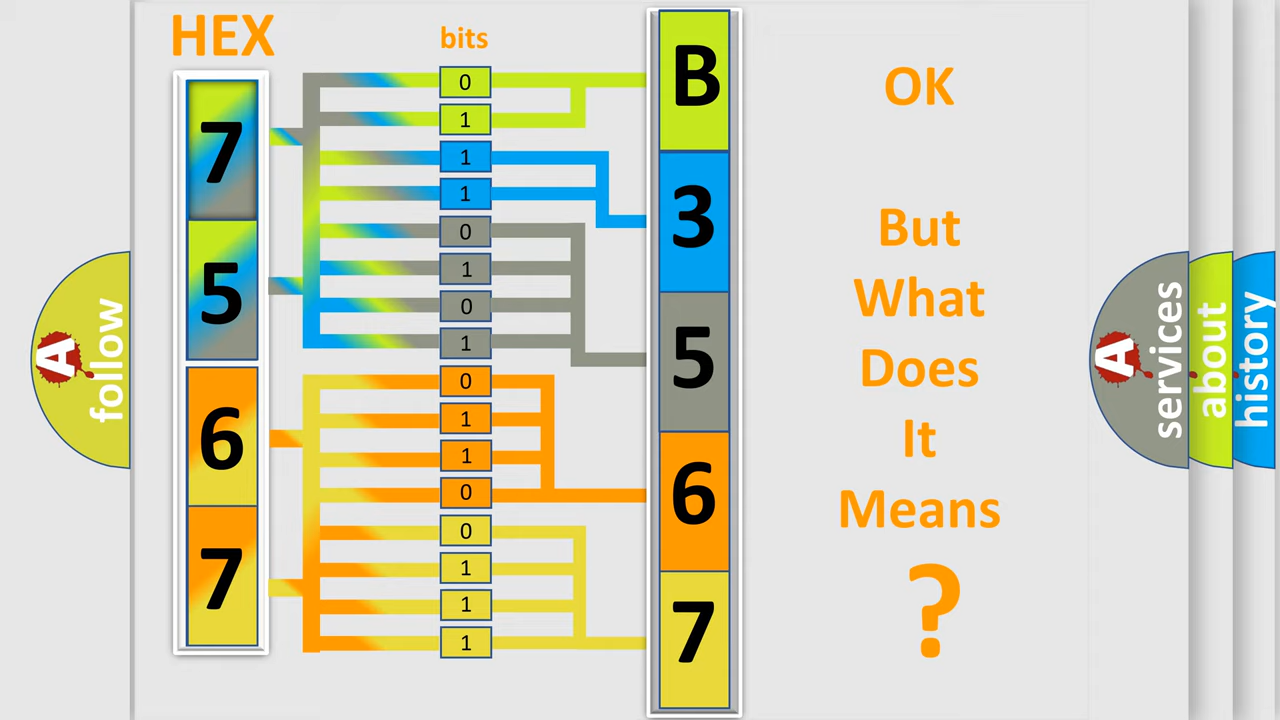 HEX
bits
7
5
6
7
0
1
1
1
0
1
0
1
0
1
1
0
0
1
1
1
B
3
5
6
7
OK
But
What
Does
It
Means
?
A
follow
A
services
about
history